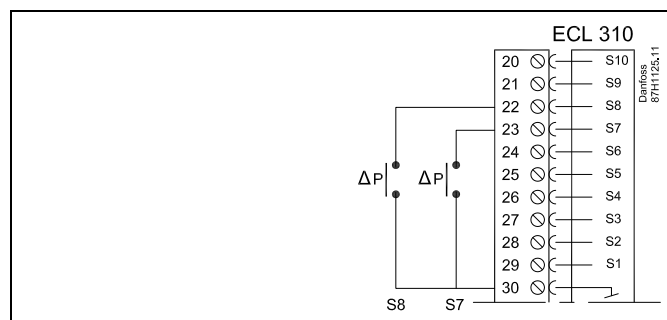 ECL 310
20 S10
21 S9
22 S8
23 S7
24 S6
25 S5
26 S4
27 S3
28 S2
29 S1
30
ΔP ΔP
S8 S7
Danfoss
87H1125.11